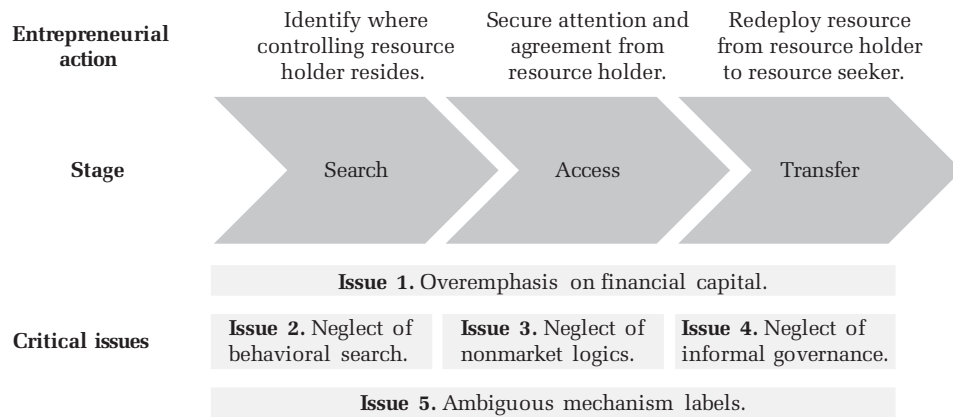 Entrepreneurial
action
Identify where
controlling resource
holder resides.
Secure attention and
agreement from
resource holder.
Redeploy resource
from resource holder
to resource seeker.
Stage
Search
Access
Transfer
Critical issues
Issue 1. Overemphasis on financial capital.
Issue 2. Neglect of
behavioral search.
Issue 3. Neglect of
nonmarket logics.
Issue 4. Neglect of
informal governance.
Issue 5. Ambiguous mechanism labels.